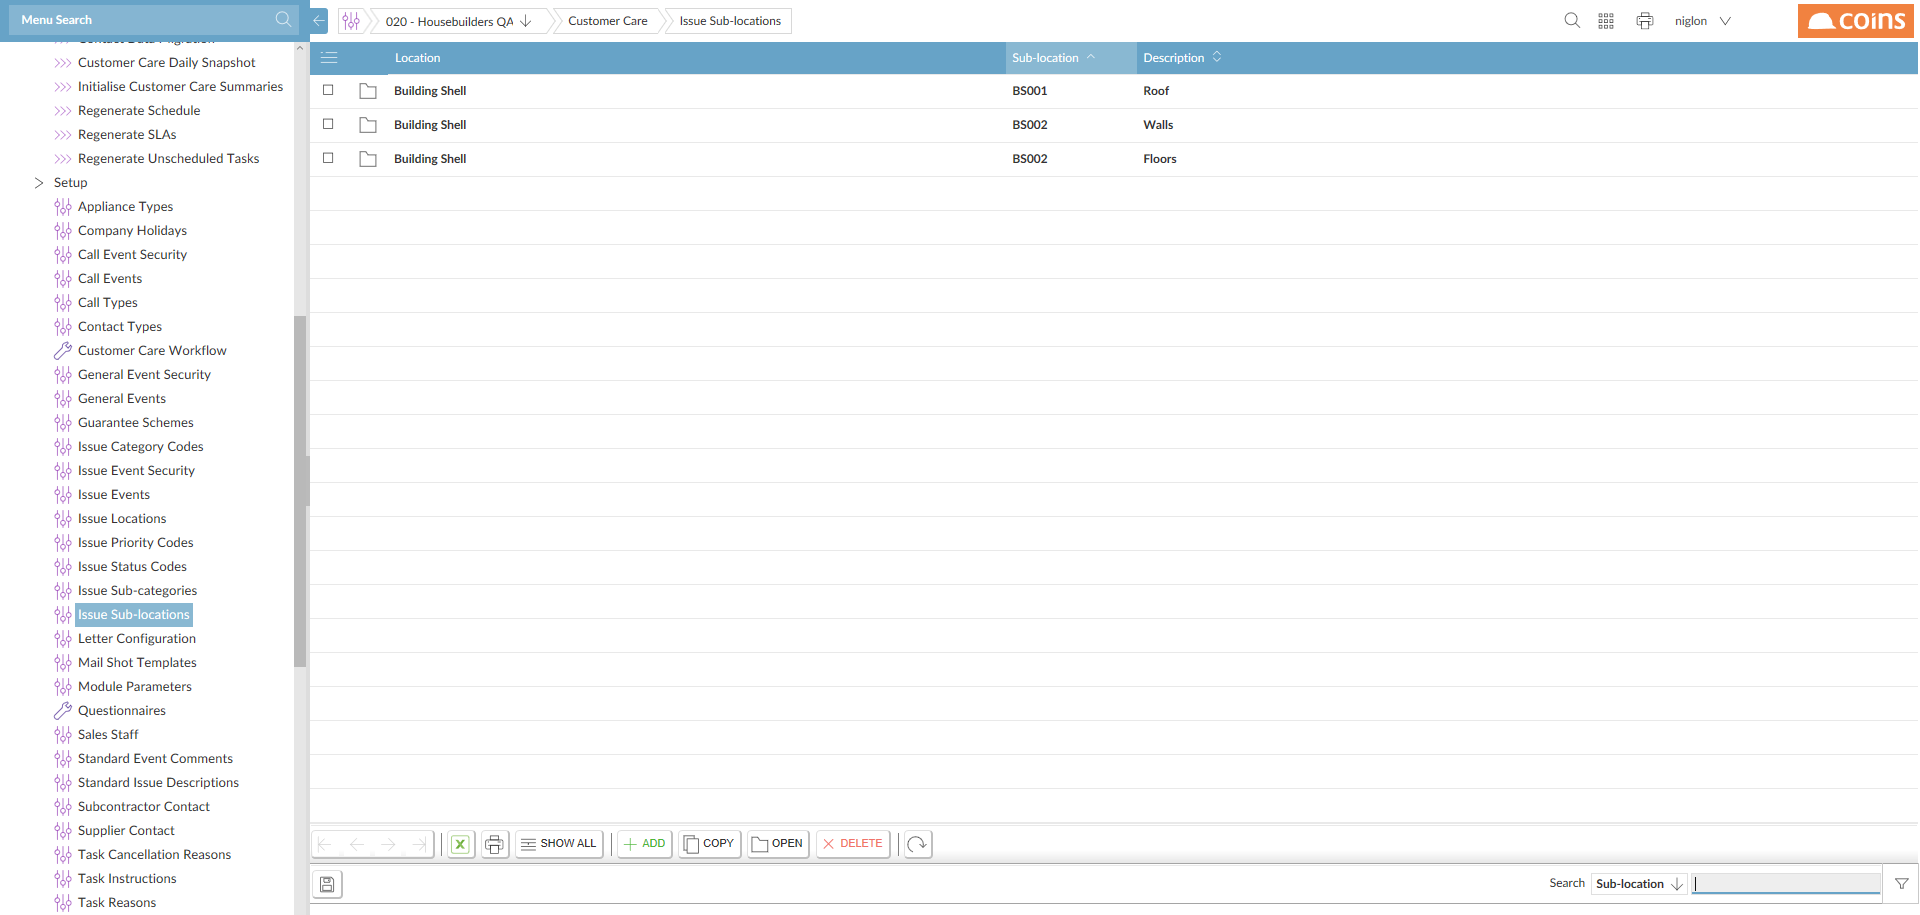 Menu Search
020 - Housebuilders QA
Customer Care
Issue Sub-locations
niglon
coins
Contact Data Migration
Customer Care Daily Snapshot
Initialise Customer Care Summaries
Regenerate Schedule
Regenerate SLAs
Regenerate Unscheduled Tasks
Setup
Appliance Types
Company Holidays
Call Event Security
Call Events
Call Types
Contact Types
Customer Care Workflow
General Event Security
General Events
Guarantee Schemes
Issue Category Codes
Issue Event Security
Issue Events
Issue Locations
Issue Priority Codes
Issue Status Codes
Issue Sub-categories
Issue Sub-locations
Letter Configuration
Mail Shot Templates
Module Parameters
Questionnaires
Sales Staff
Standard Event Comments
Standard Issue Descriptions
Subcontractor Contact
Supplier Contact
Task Cancellation Reasons
Task Instructions
Task Reasons
Location Sub-location Description
Building Shell BS001 Roof
Building Shell BS002 Walls
Building Shell BS002 Floors
SHOW ALL ADD COPY OPEN DELETE
Search Sub-location